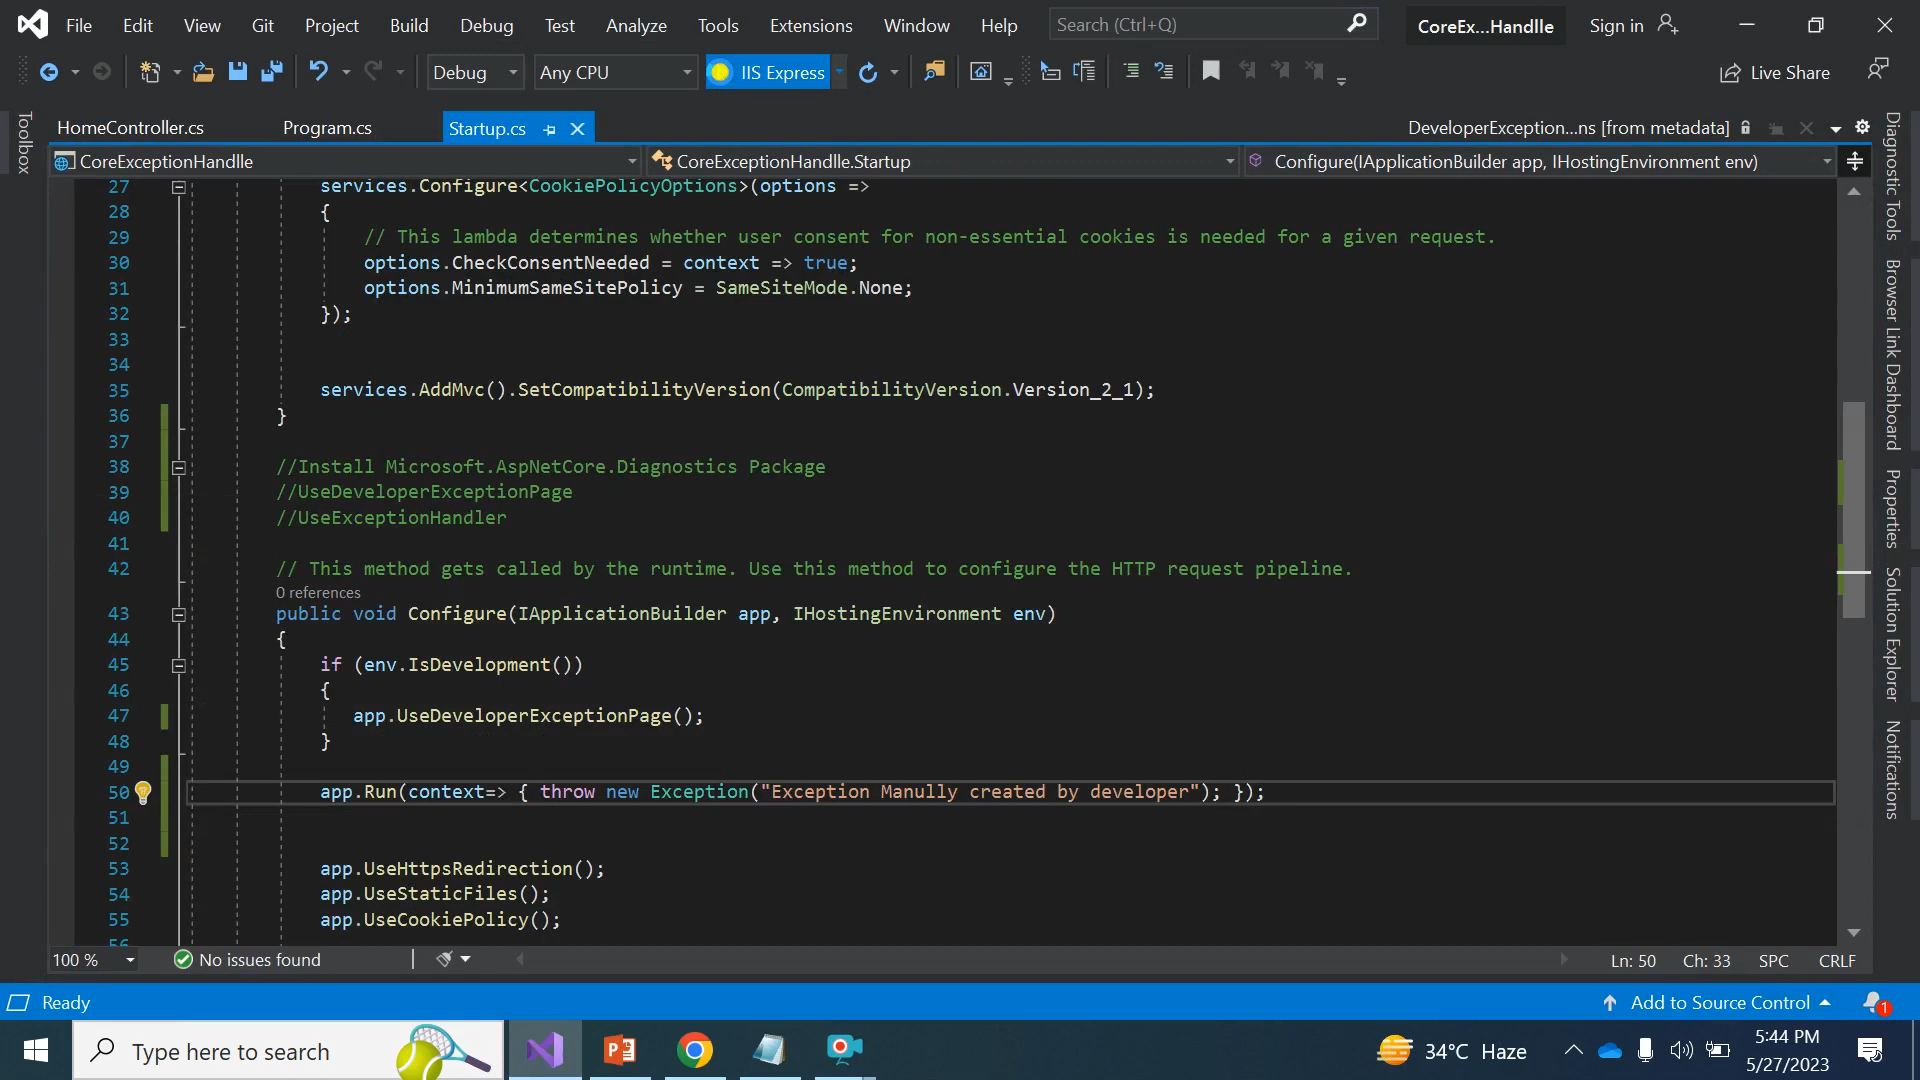 File Edit View Git Project Build Debug Test Analyze Tools Extensions Window Help Search (Ctrl+Q) CoreEx...Handlle Sign in
Debug Any CPU IIS Express Live Share
Toolbox
HomeController.cs Program.cs Startup.cs DeveloperException...ns [from metadata]
CoreExceptionHandlle CoreExceptionHandlle.Startup Configure(IApplicationBuilder app, IHostingEnvironment env)
27 services.Configure<CookiePolicyOptions>(options =>
28 {
29 // This lambda determines whether user consent for non-essential cookies is needed for a given request.
30 options.CheckConsentNeeded = context => true;
31 options.MinimumSameSitePolicy = SameSiteMode.None;
32 });
33
34
35 services.AddMvc().SetCompatibilityVersion(CompatibilityVersion.Version_2_1);
36 }
37
38 //Install Microsoft.AspNetCore.Diagnostics Package
39 //UseDeveloperExceptionPage
40 //UseExceptionHandler
41
42 // This method gets called by the runtime. Use this method to configure the HTTP request pipeline.
0 references
43 public void Configure(IApplicationBuilder app, IHostingEnvironment env)
44 {
45 if (env.IsDevelopment())
46 {
47 app.UseDeveloperExceptionPage();
48 }
49
50 app.Run(context=> { throw new Exception("Exception Manully created by developer"); });
51
52
53 app.UseHttpsRedirection();
54 app.UseStaticFiles();
55 app.UseCookiePolicy();
56
Diagnostic Tools
Browser Link Dashboard
Properties
Solution Explorer
Notifications
100 % No issues found Ln: 50 Ch: 33 SPC CRLF
Ready Add to Source Control 1
Type here to search 34°C Haze 5:44 PM
5/27/2023